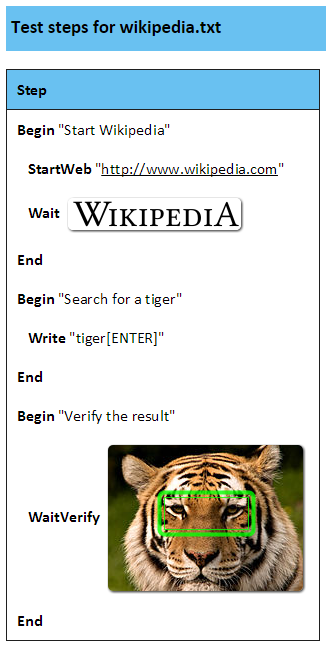 Test steps for wikipedia.txt
Step
Begin "Start Wikipedia"
StartWeb "http://www.wikipedia.com"
Wait WIKIPEDIA
End
Begin "Search for a tiger"
Write "tiger[ENTER]"
End
Begin "Verify the result"
WaitVerify
End